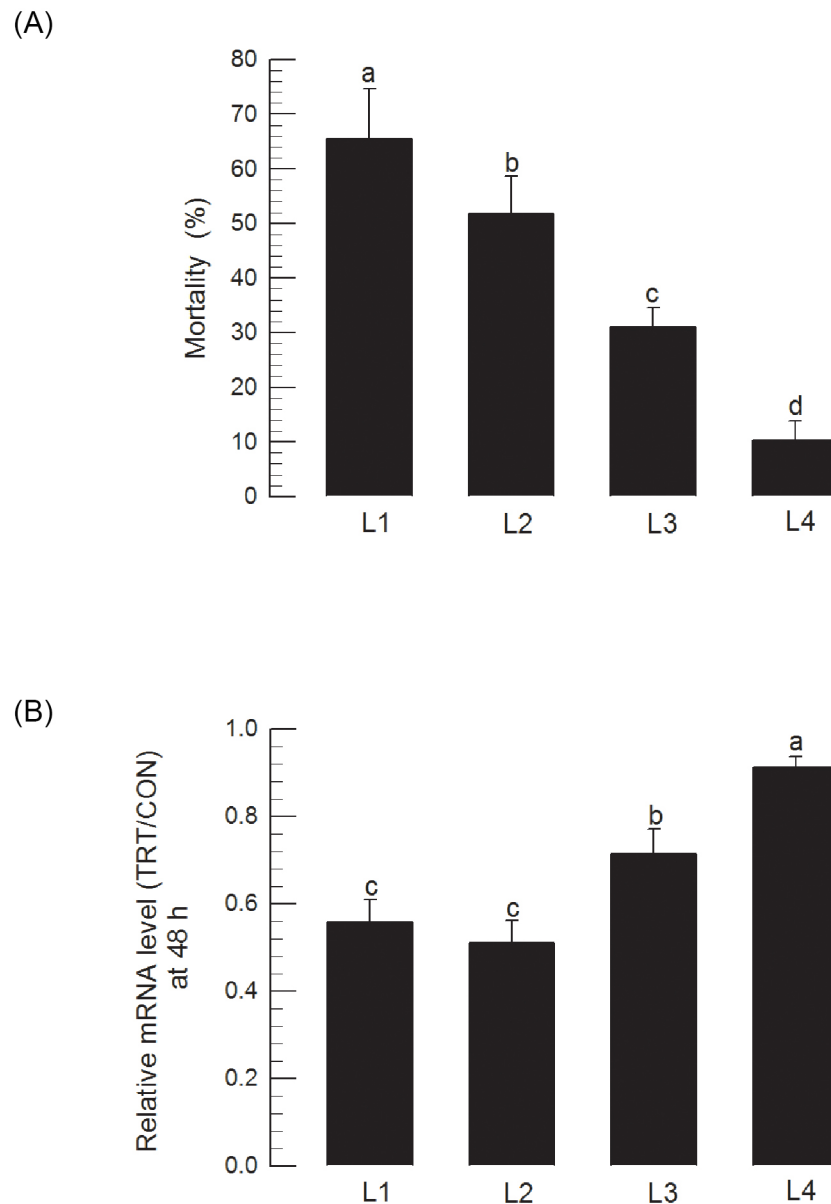 (A)
80
70
60
50
40
30
20
10
0
Mortality (%)
a
b
c
d
L1 L2 L3 L4
(B)
1.0
0.8
0.6
0.4
0.2
0.0
Relative mRNA level (TRT/CON)
at 48 h
c
c
b
a
L1 L2 L3 L4